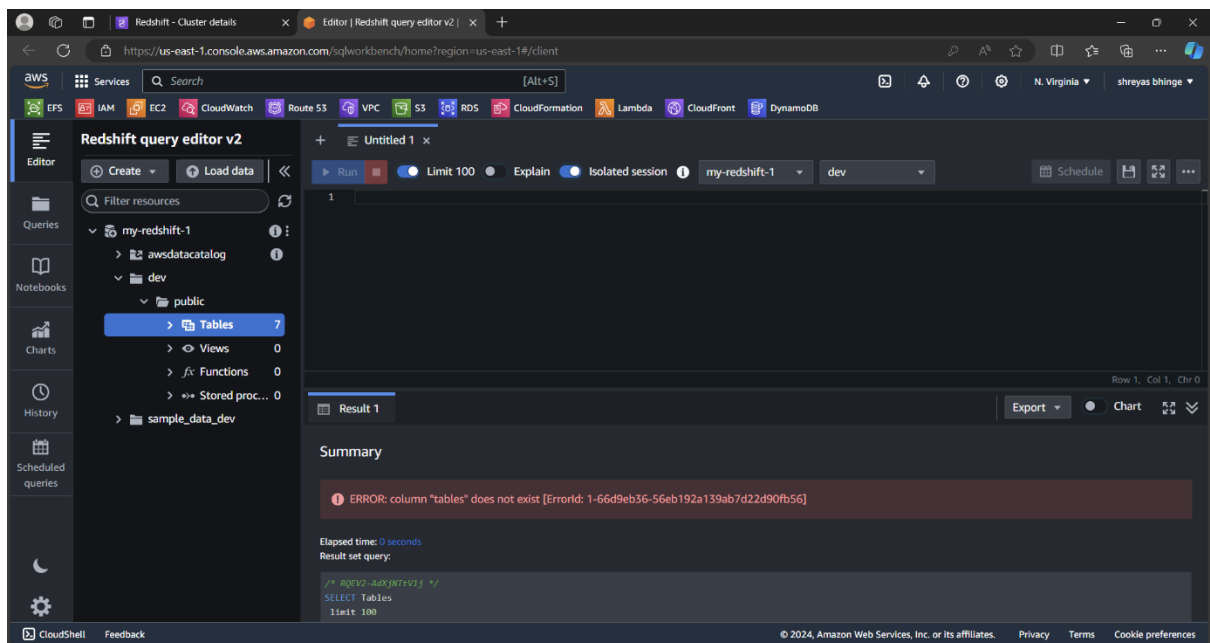 Redshift - Cluster details
Editor | Redshift query editor v2 |
https://us-east-1.console.aws.amazon.com/sqlworkbench/home?region=us-east-1#/client
aws Services Search [Alt+S] N. Virginia shreyas bhinge
EFS IAM EC2 CloudWatch Route 53 VPC S3 RDS CloudFormation Lambda CloudFront DynamoDB
Editor
Queries
Notebooks
Charts
History
Scheduled
queries
Redshift query editor v2
Create Load data
Filter resources
my-redshift-1
awsdatacatalog
dev
public
Tables 7
Views 0
fx Functions 0
Stored proc... 0
sample_data_dev
+ Untitled 1
Run Limit 100 Explain Isolated session my-redshift-1 dev Schedule
1
Row 1, Col 1, Chr 0
Result 1 Export Chart
Summary
ERROR: column "tables" does not exist [ErrorId: 1-66d9eb36-56eb192a139ab7d22d90fb56]
Elapsed time: 0 seconds
Result set query:
/* RQEV2-AdXjNTtVIj */
SELECT Tables
limit 100
CloudShell Feedback © 2024, Amazon Web Services, Inc. or its affiliates. Privacy Terms Cookie preferences